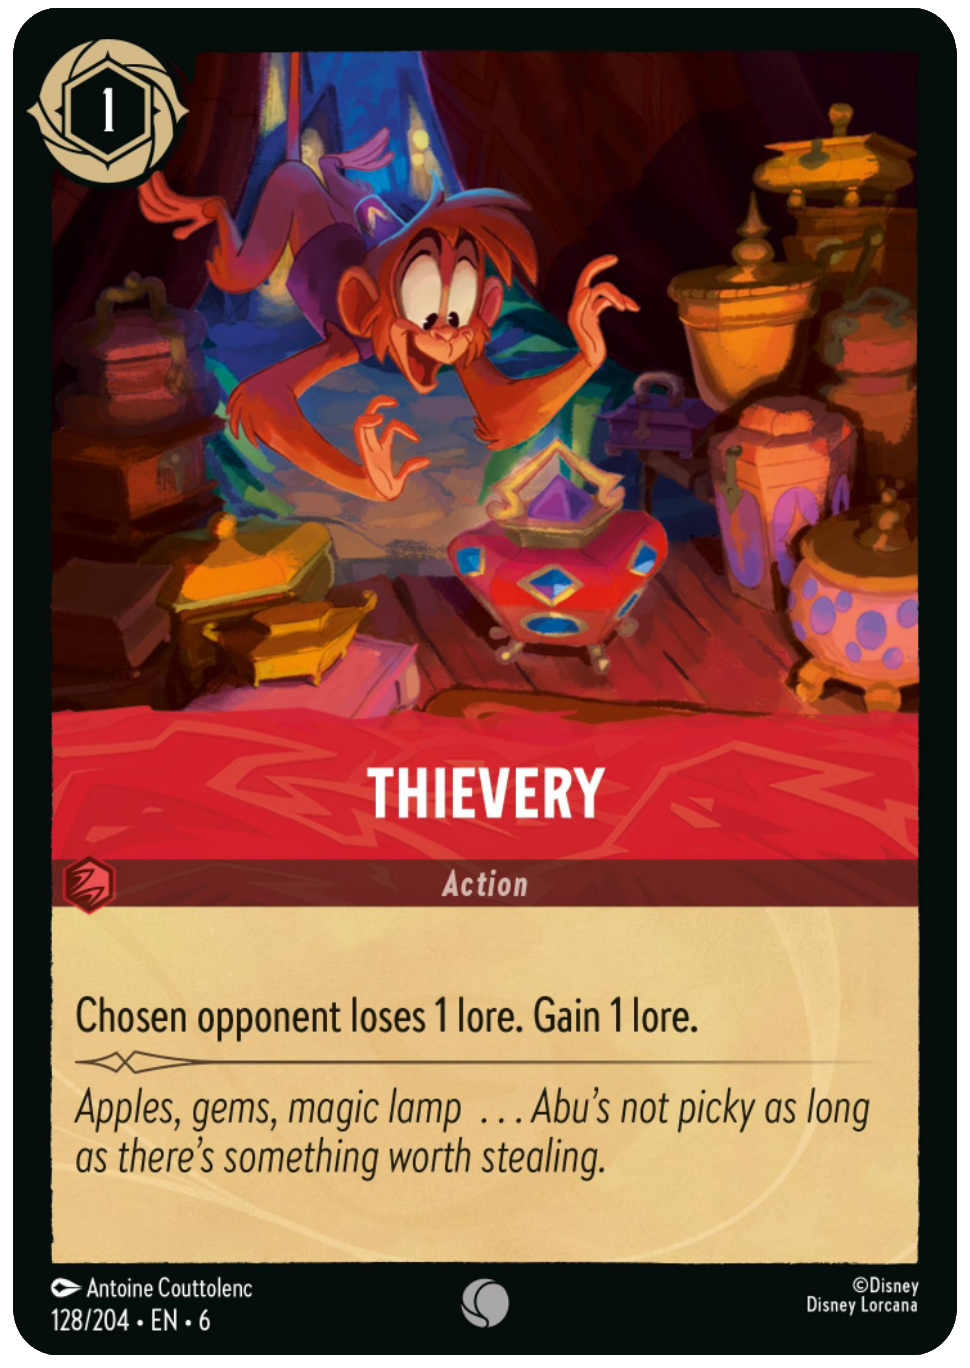 1
THIEVERY
Action
Chosen opponent loses 1 lore. Gain 1 lore.
Apples, gems, magic lamp ... Abu's not picky as long
as there's something worth stealing.
Antoine Couttolenc
128/204 • EN • 6
©Disney
Disney Lorcana